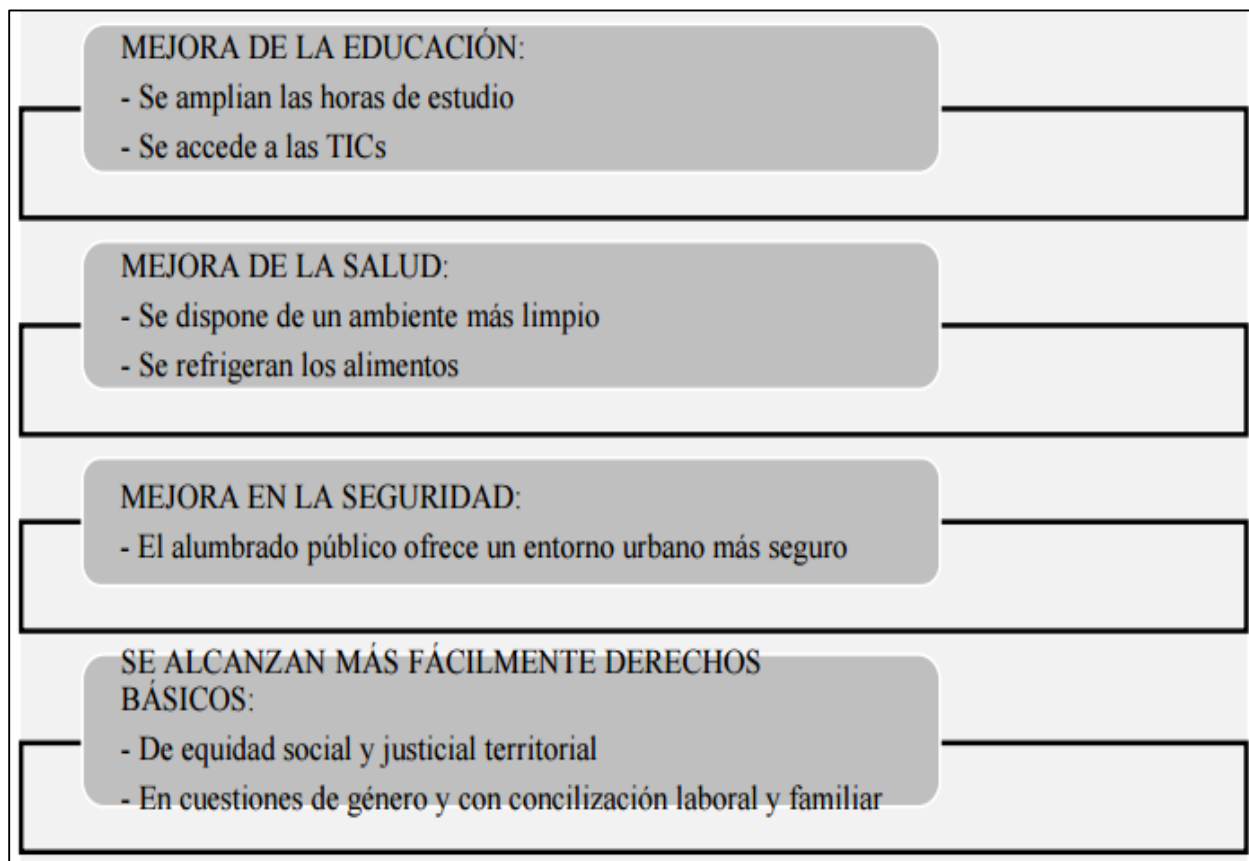 MEJORA DE LA EDUCACIÓN:
- Se amplian las horas de estudio
- Se accede a las TICs
MEJORA DE LA SALUD:
- Se dispone de un ambiente más limpio
- Se refrigeran los alimentos
MEJORA EN LA SEGURIDAD:
- El alumbrado público ofrece un entorno urbano más seguro
SE ALCANZAN MÁS FÁCILMENTE DERECHOS
BÁSICOS:
- De equidad social y justicial territorial
- En cuestiones de género y con concilización laboral y familiar